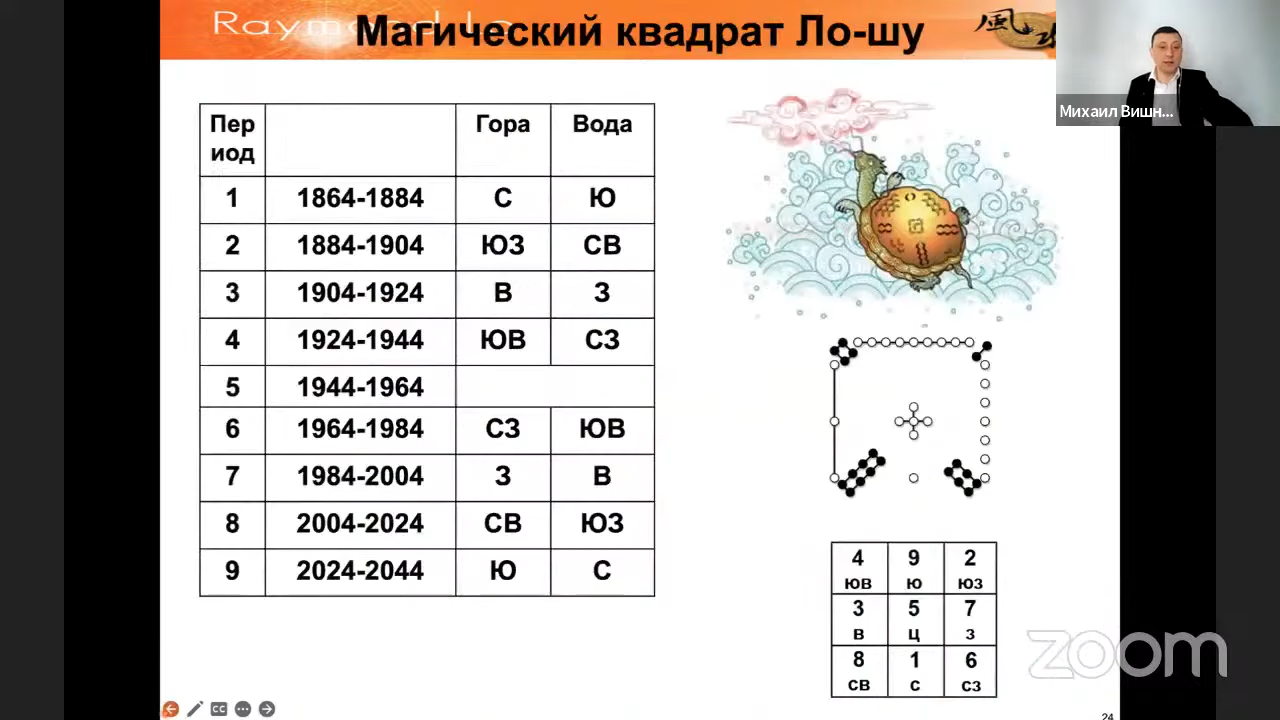 Raymond Lo
Магический квадрат Ло-шу
Михаил Вишн...
Пер
иод
Гора Вода
1 1864-1884 С Ю
2 1884-1904 ЮЗ СВ
3 1904-1924 В З
4 1924-1944 ЮВ СЗ
5 1944-1964
6 1964-1984 СЗ ЮВ
7 1984-2004 З В
8 2004-2024 СВ ЮЗ
9 2024-2044 Ю С
4 9 2
ЮВ Ю ЮЗ
3 5 7
В Ц З
8 1 6
СВ С СЗ
zoom
CC
24